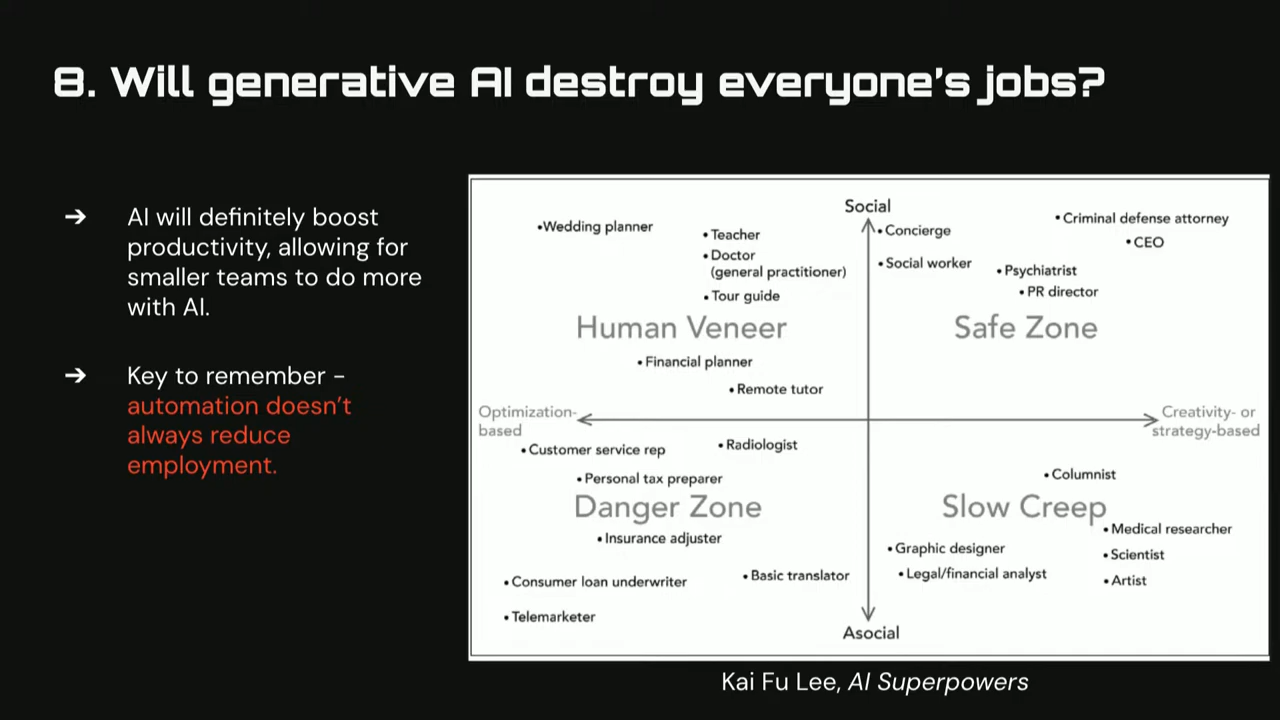 8. Will generative AI destroy everyone's jobs?
➔ AI will definitely boost
productivity, allowing for
smaller teams to do more
with AI.
➔ Key to remember –
automation doesn't
always reduce
employment.
Social
•Wedding planner
• Teacher
• Doctor
(general practitioner)
• Tour guide
Human Veneer
• Financial planner
• Remote tutor
• Concierge
• Social worker
• Criminal defense attorney
• CEO
• Psychiatrist
• PR director
Safe Zone
Optimization-
based
Creativity- or
strategy-based
• Customer service rep
• Radiologist
• Personal tax preparer
Danger Zone
• Insurance adjuster
• Consumer loan underwriter
• Basic translator
• Telemarketer
• Columnist
Slow Creep
• Medical researcher
• Graphic designer
• Scientist
• Legal/financial analyst
• Artist
Asocial
Kai Fu Lee, AI Superpowers